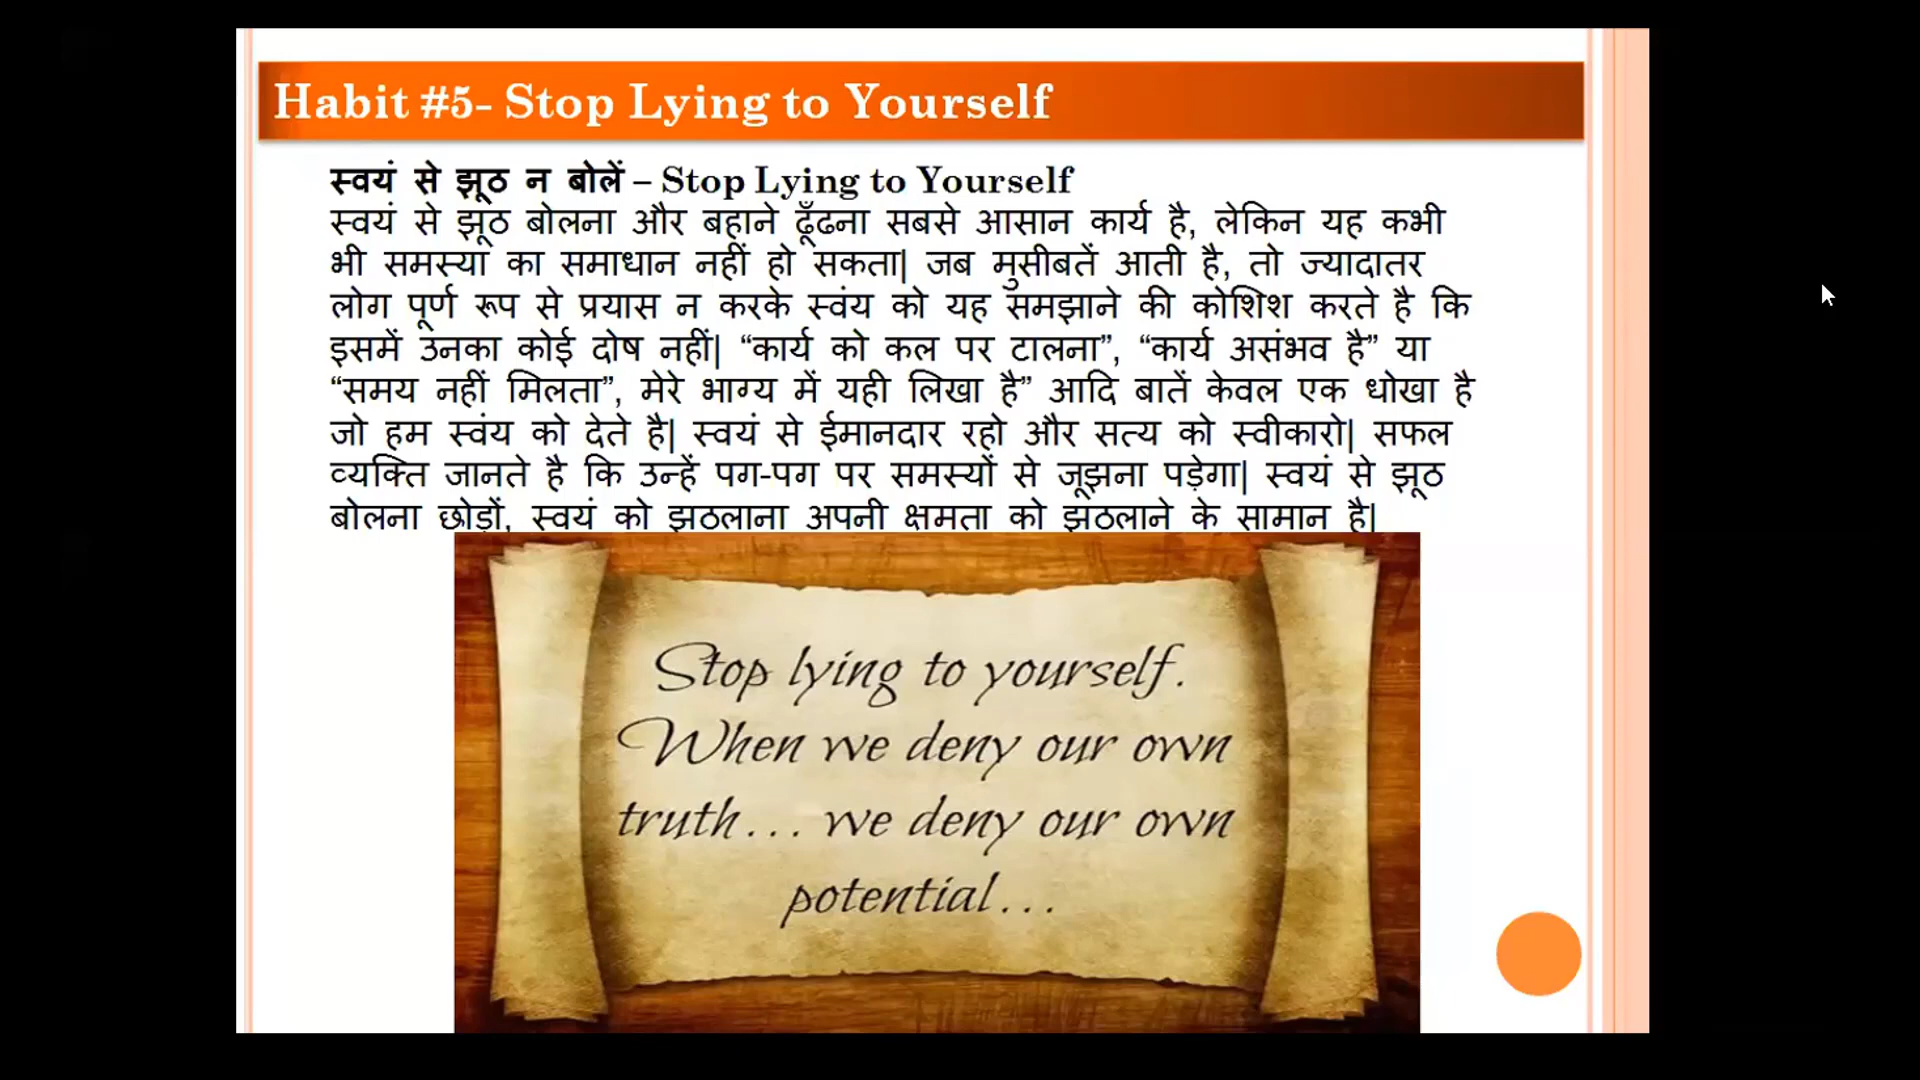 Habit #5- Stop Lying to Yourself
स्वयं से झूठ न बोलें – Stop Lying to Yourself
स्वयं से झूठ बोलना और बहाने ढूँढना सबसे आसान कार्य है, लेकिन यह कभी
भी समस्या का समाधान नहीं हो सकता| जब मुसीबतें आती है, तो ज्यादातर
लोग पूर्ण रूप से प्रयास न करके स्वंय को यह समझाने की कोशिश करते है कि
इसमें उनका कोई दोष नहीं| “कार्य को कल पर टालना”, “कार्य असंभव है” या
“समय नहीं मिलता”, मेरे भाग्य में यही लिखा है” आदि बातें केवल एक धोखा है
जो हम स्वंय को देते है| स्वयं से ईमानदार रहो और सत्य को स्वीकारो| सफल
व्यक्ति जानते है कि उन्हें पग-पग पर समस्यों से जूझना पड़ेगा| स्वयं से झूठ
बोलना छोड़ों, स्वयं को झुठलाना अपनी क्षमता को झुठलाने के सामान है|
Stop lying to yourself.
When we deny our own
truth... we deny our own
potential...